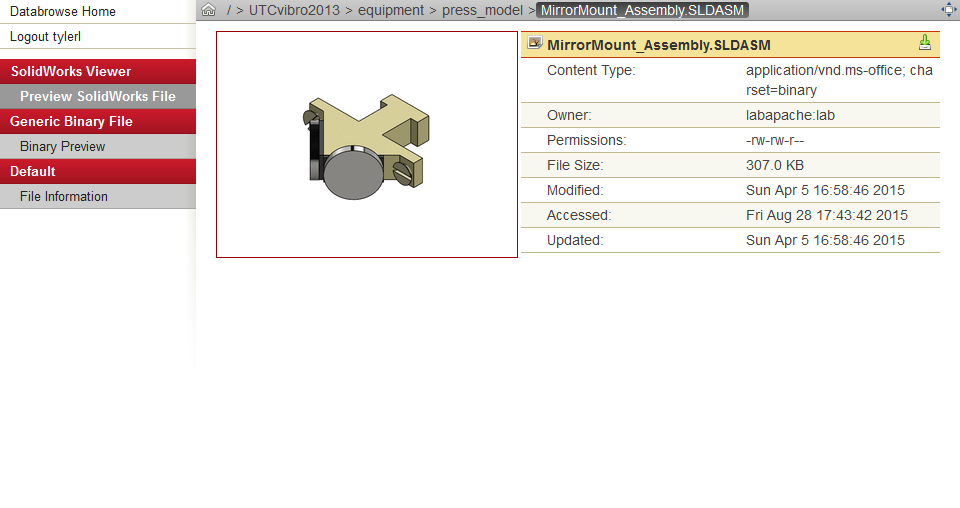 Databrowse Home
Logout tylerl
SolidWorks Viewer
Preview SolidWorks File
Generic Binary File
Binary Preview
Default
File Information
/ > UTCvibro2013 > equipment > press_model > MirrorMount_Assembly.SLDASM
MirrorMount_Assembly.SLDASM
Content Type: application/vnd.ms-office; cha
rset=binary
Owner: labapache:lab
Permissions: -rw-rw-r--
File Size: 307.0 KB
Modified: Sun Apr 5 16:58:46 2015
Accessed: Fri Aug 28 17:43:42 2015
Updated: Sun Apr 5 16:58:46 2015